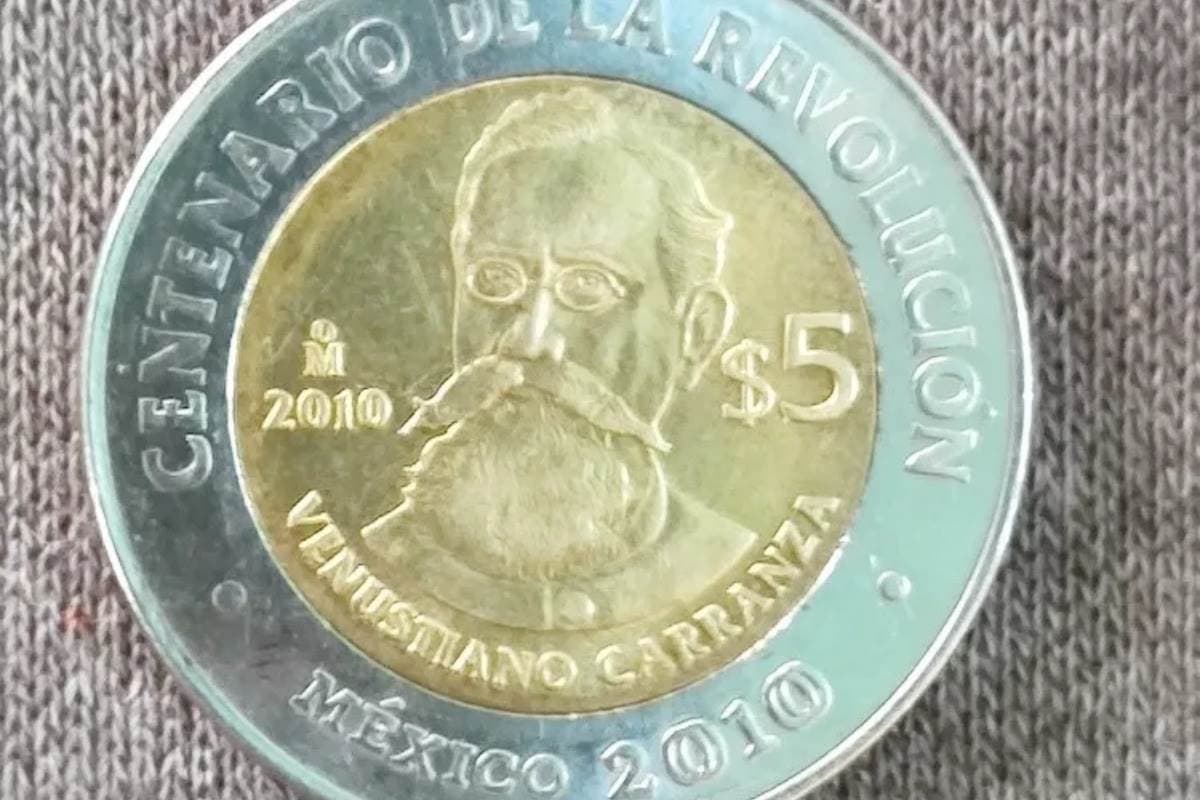 CENTENARIO DE LA REVOLUCIÓN
o
M
2010
$5
VENUSTIANO CARRANZA
MÉXICO 2010